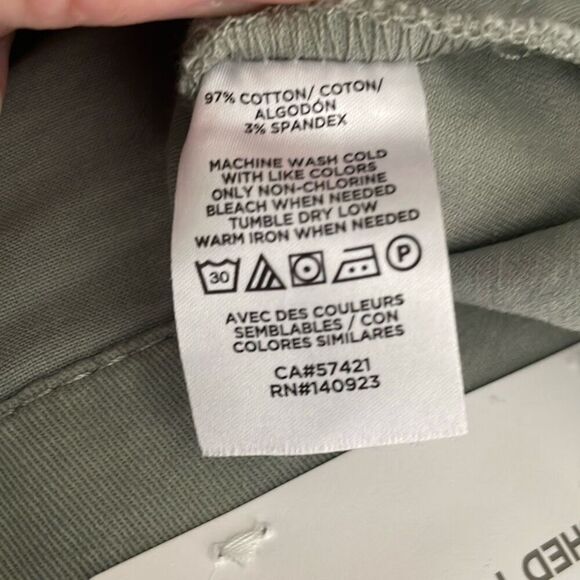 97% COTTON/ COTON/
ALGODÓN
3% SPANDEX
MACHINE WASH COLD
WITH LIKE COLORS
ONLY NON-CHLORINE
BLEACH WHEN NEEDED
TUMBLE DRY LOW
WARM IRON WHEN NEEDED
30 P
AVEC DES COULEURS
SEMBLABLES / CON
COLORES SIMILARES
CA#57421
RN#140923
HED